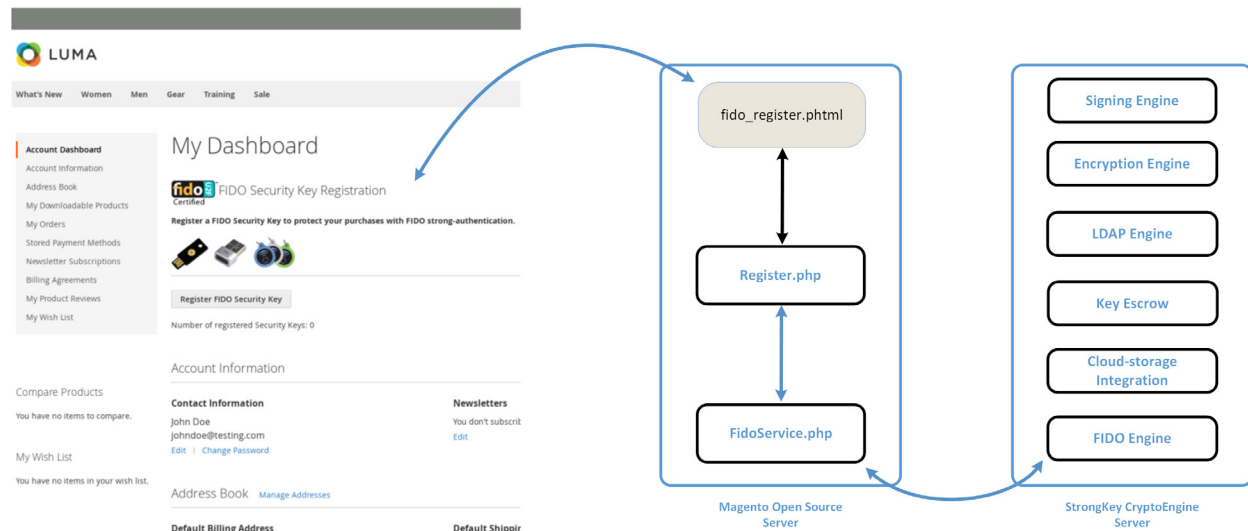 LUMA
What's New Women Men Gear Training Sale
Account Dashboard
Account Information
Address Book
My Downloadable Products
My Orders
Stored Payment Methods
Newsletter Subscriptions
Billing Agreements
My Product Reviews
My Wish List
Compare Products
You have no items to compare.
My Wish List
You have no items in your wish list.
My Dashboard
fido
Certified
FIDO Security Key Registration
Register a FIDO Security Key to protect your purchases with FIDO strong-authentication.
Register FIDO Security Key
Number of registered Security Keys: 0
Account Information
Contact Information
John Doe
johndoe@testing.com
Edit | Change Password
Newsletters
You don't subscrib
Edit
Address Book Manage Addresses
Default Billing Address
Default Shippin
fido_register.phtml
Register.php
FidoService.php
Magento Open Source
Server
Signing Engine
Encryption Engine
LDAP Engine
Key Escrow
Cloud-storage
Integration
FIDO Engine
StrongKey CryptoEngine
Server